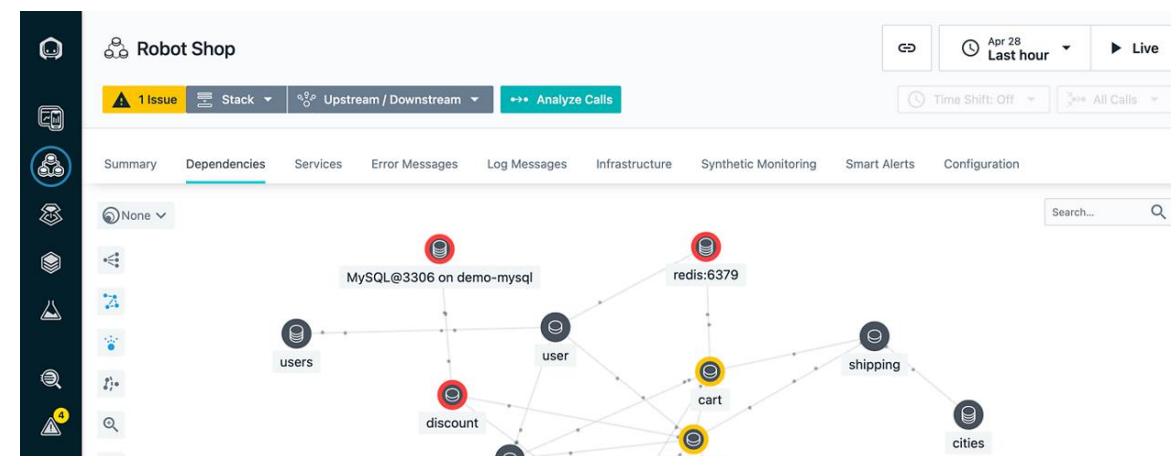 Robot Shop
Apr 28
Last hour
Live
1 Issue
Stack
Upstream / Downstream
Analyze Calls
Time Shift: Off
All Calls
Summary Dependencies Services Error Messages Log Messages Infrastructure Synthetic Monitoring Smart Alerts Configuration
None
Search...
MySQL@3306 on demo-mysql
redis:6379
users
user
shipping
cart
discount
cities
4